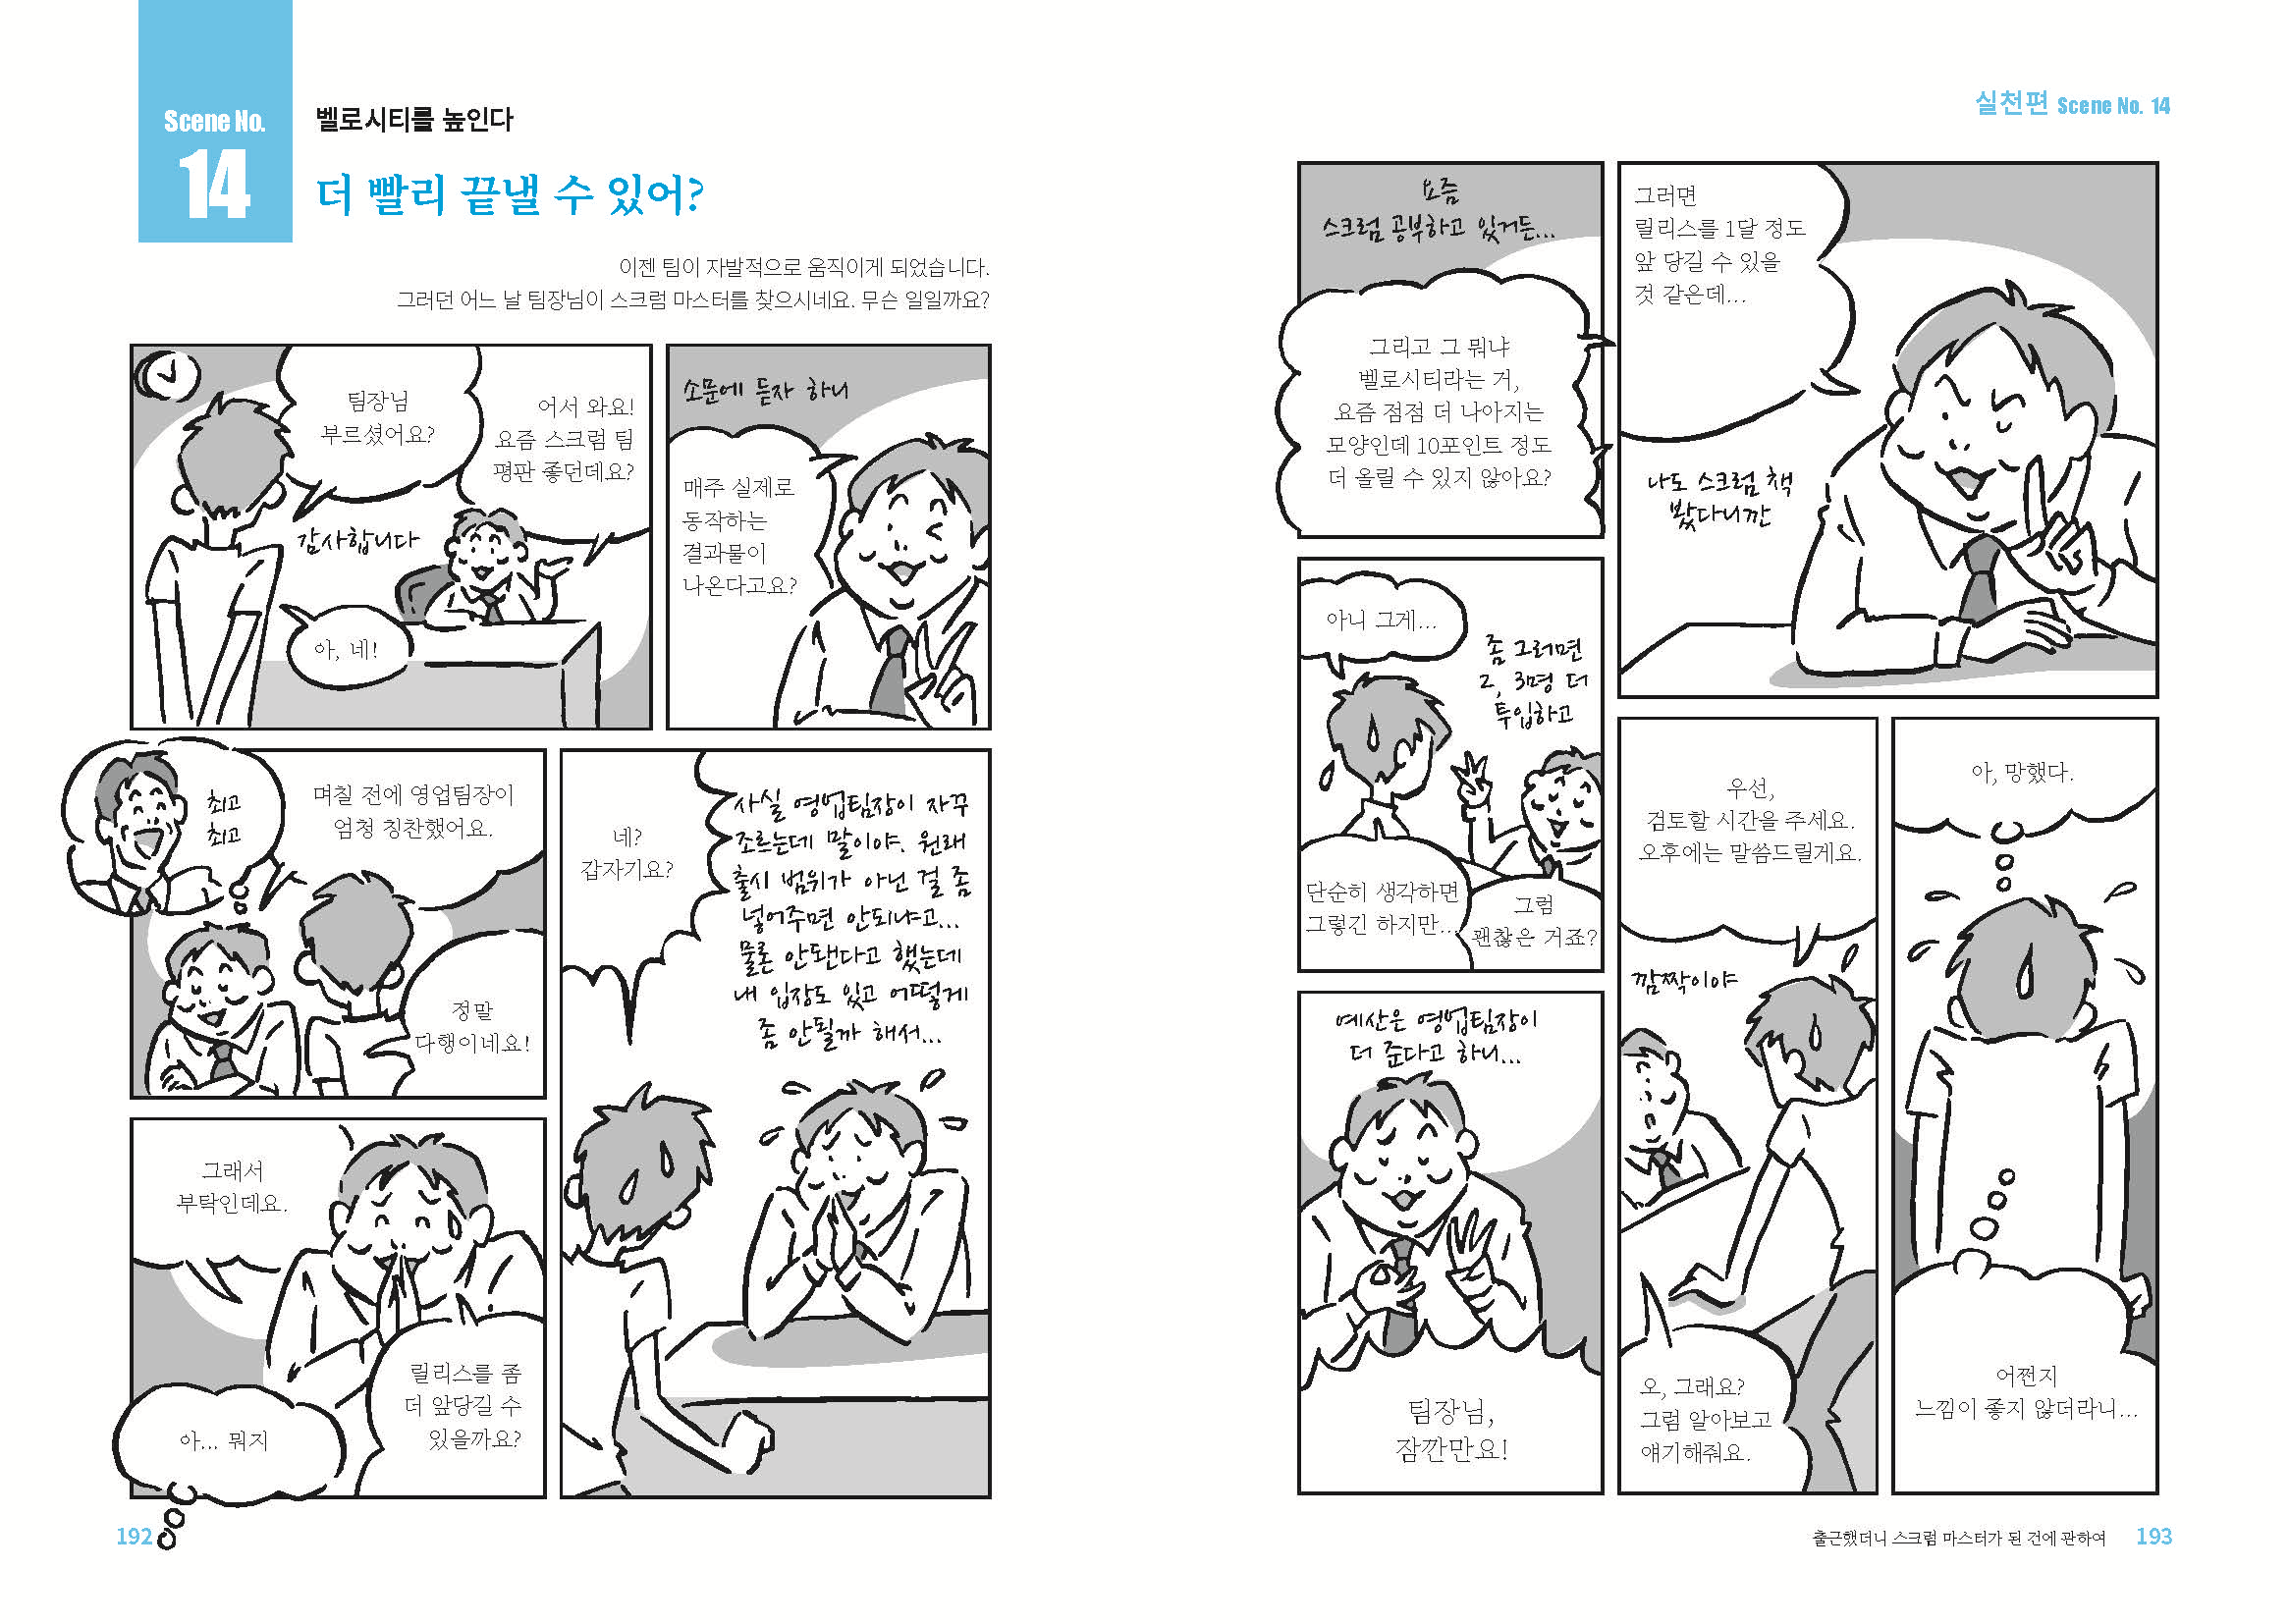 Scene No.
14
벨로시티를 높인다
더 빨리 끝낼 수 있어?
이젠 팀이 자발적으로 움직이게 되었습니다.
그러던 어느 날 팀장님이 스크럼 마스터를 찾으시네요. 무슨 일일까요?
팀장님
부르셨어요?
어서 와요!
요즘 스크럼 팀
평판 좋던데요?
감사합니다
아, 네!
소문에 듣자 하니
매주 실제로
동작하는
결과물이
나온다고요?
최고
최고
며칠 전에 영업팀장이
엄청 칭찬했어요.
정말
다행이네요!
그래서
부탁인데요.
릴리스를 좀
더 앞당길 수
있을까요?
아... 뭐지
네?
갑자기요?
사실 영업팀장이 자꾸
조르는데 말이야. 원래
출시 범위가 아닌 걸 좀
넣어주면 안되냐고...
물론 안된다고 했는데
내 입장도 있고 어떻게
좀 안될까 해서...
192
실천편 Scene No. 14
요즘
스크럼 공부하고 있거든...
그리고 그 뭐냐
벨로시티라는 거,
요즘 점점 더 나아지는
모양인데 10포인트 정도
더 올릴 수 있지 않아요?
그러면
릴리스를 1달 정도
앞 당길 수 있을
것 같은데...
나도 스크럼 책
봤다니깐
아니 그게...
좀 그러면
2, 3명 더
투입하고
단순히 생각하면
그렇긴 하지만...
그럼
괜찮은 거죠?
예산은 영업팀장이
더 준다고 하니...
팀장님,
잠깐만요!
우선,
검토할 시간을 주세요.
오후에는 말씀드릴게요.
깜짝이야
오, 그래요?
그럼 알아보고
얘기해줘요.
아, 망했다.
어쩐지
느낌이 좋지 않더라니...
출근했더니 스크럼 마스터가 된 건에 관하여
193